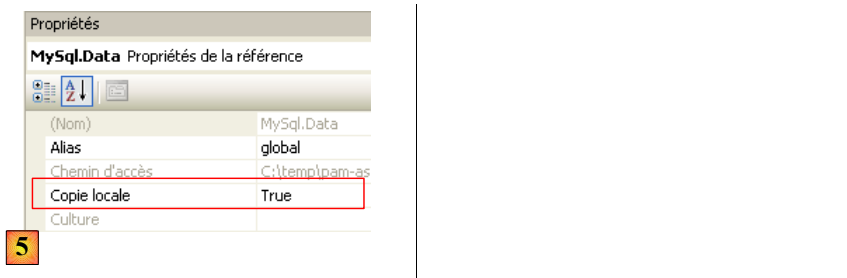 Propriétés
MySql.Data Propriétés de la référence
(Nom) MySql.Data
Alias global
Chemin d'accès C:\temp\pam-as
Copie locale True
Culture
5